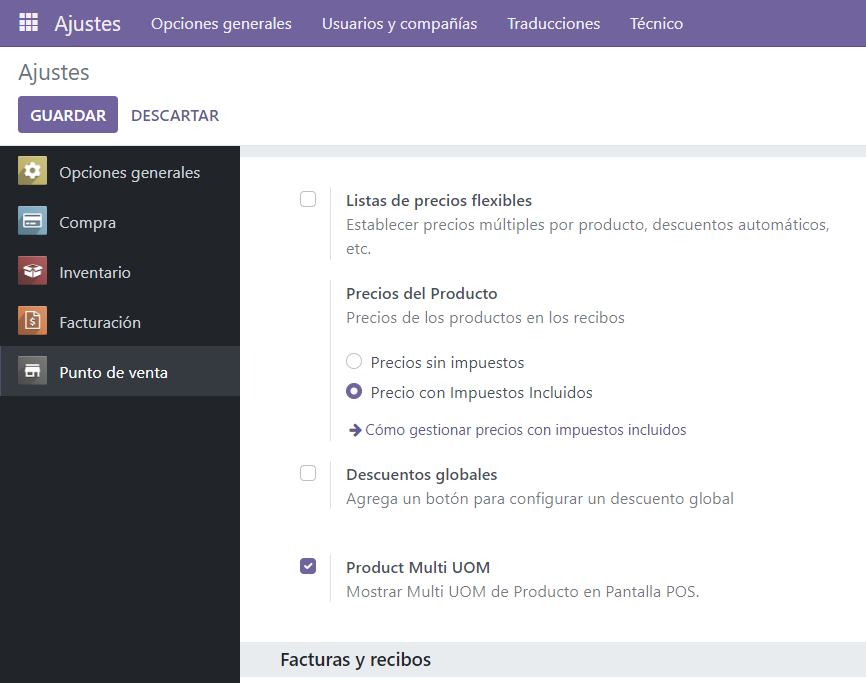 Ajustes Opciones generales Usuarios y compañías Traducciones Técnico
Ajustes
GUARDAR DESCARTAR
Opciones generales
Compra
Inventario
Facturación
Punto de venta
Listas de precios flexibles
Establecer precios múltiples por producto, descuentos automáticos,
etc.
Precios del Producto
Precios de los productos en los recibos
Precios sin impuestos
Precio con Impuestos Incluidos
Cómo gestionar precios con impuestos incluidos
Descuentos globales
Agrega un botón para configurar un descuento global
Product Multi UOM
Mostrar Multi UOM de Producto en Pantalla POS.
Facturas y recibos